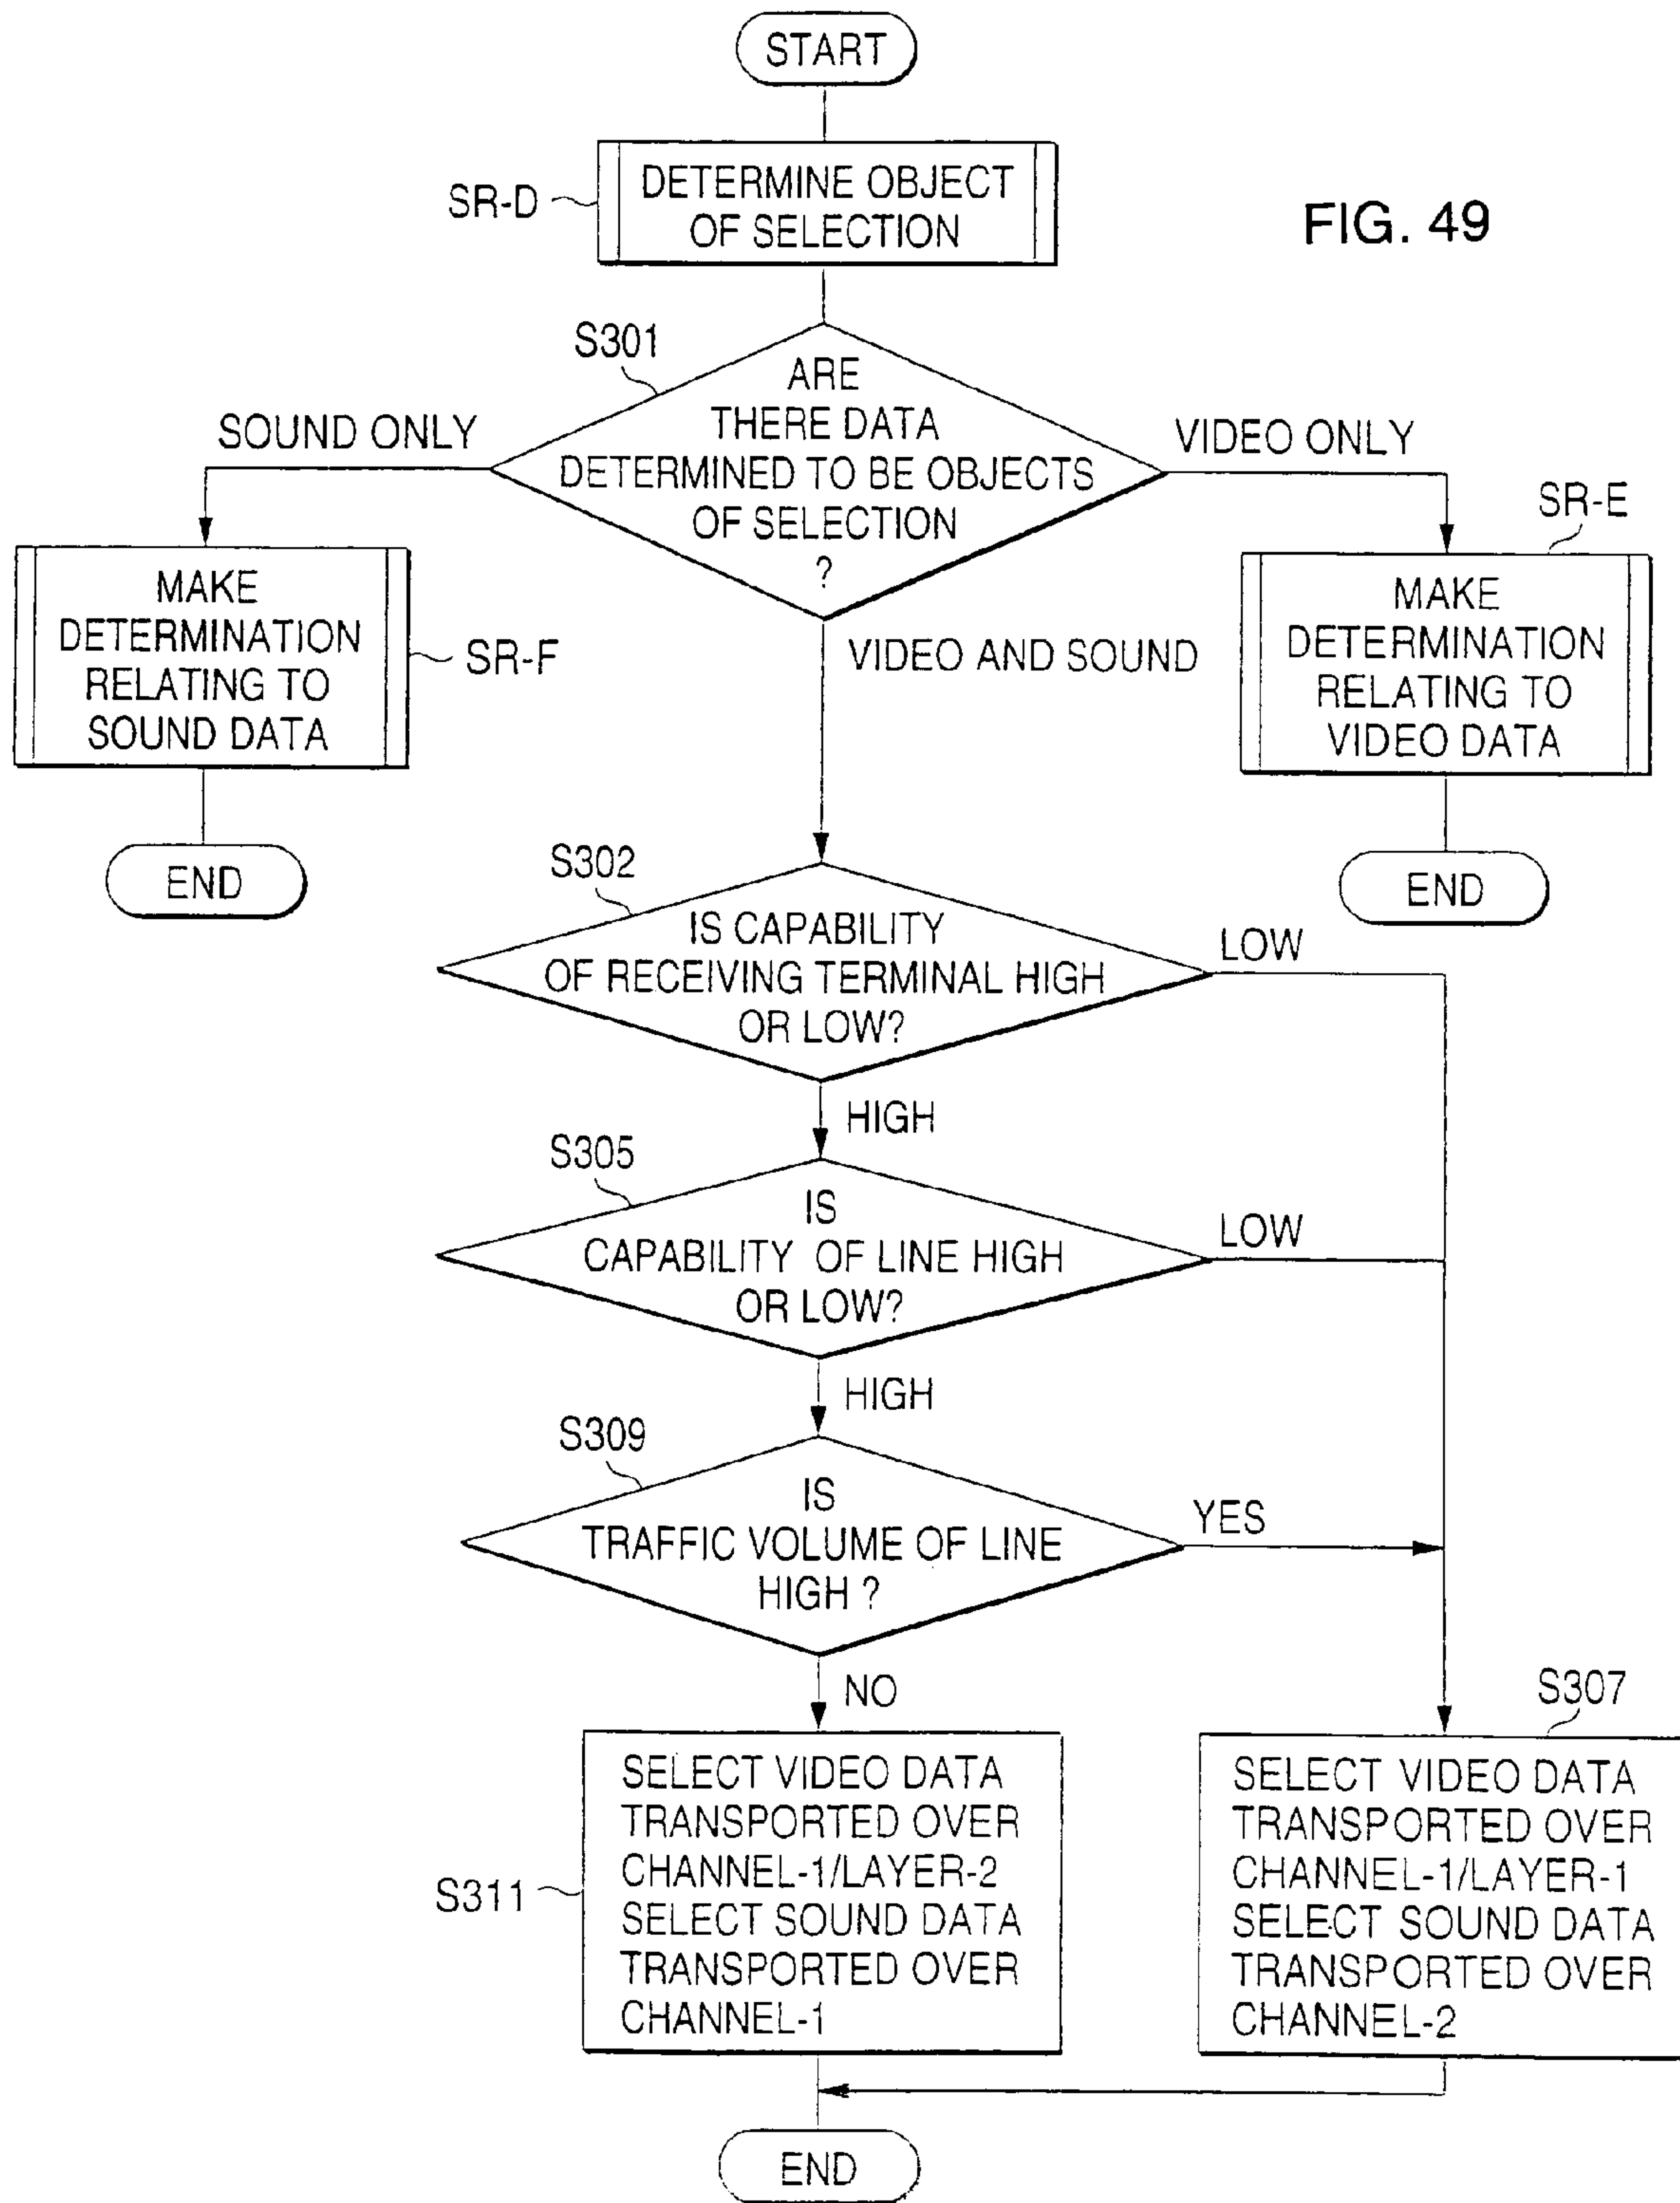 START
SR-D
DETERMINE OBJECT
OF SELECTION
FIG. 49
S301
ARE
THERE DATA
DETERMINED TO BE OBJECTS
OF SELECTION
?
SOUND ONLY
VIDEO ONLY
SR-E
MAKE
DETERMINATION
RELATING TO
SOUND DATA
SR-F
VIDEO AND SOUND
MAKE
DETERMINATION
RELATING TO
VIDEO DATA
END
END
S302
IS CAPABILITY
OF RECEIVING TERMINAL HIGH
OR LOW?
LOW
HIGH
S305
IS
CAPABILITY OF LINE HIGH
OR LOW?
LOW
HIGH
S309
IS
TRAFFIC VOLUME OF LINE
HIGH ?
YES
NO
S307
S311
SELECT VIDEO DATA
TRANSPORTED OVER
CHANNEL-1/LAYER-2
SELECT SOUND DATA
TRANSPORTED OVER
CHANNEL-1
SELECT VIDEO DATA
TRANSPORTED OVER
CHANNEL-1/LAYER-1
SELECT SOUND DATA
TRANSPORTED OVER
CHANNEL-2
END